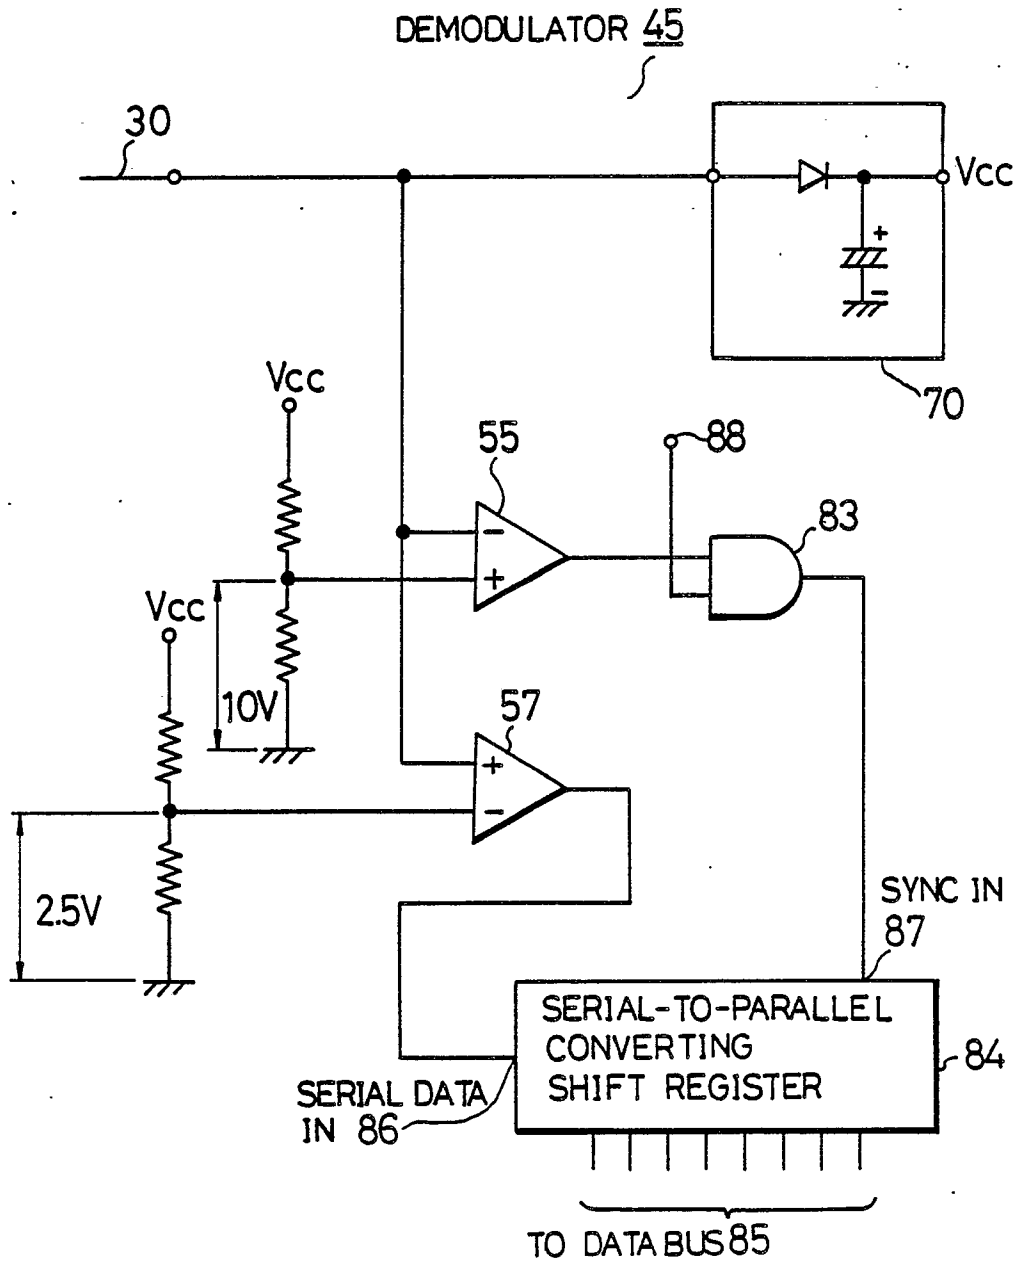 DEMODULATOR 45
30
Vcc
+
−
70
Vcc
55
88
−
+
83
Vcc
10V
57
+
−
2.5V
SYNC IN
87
SERIAL-TO-PARALLEL
CONVERTING
SHIFT REGISTER
84
SERIAL DATA
IN 86
TO DATA BUS 85